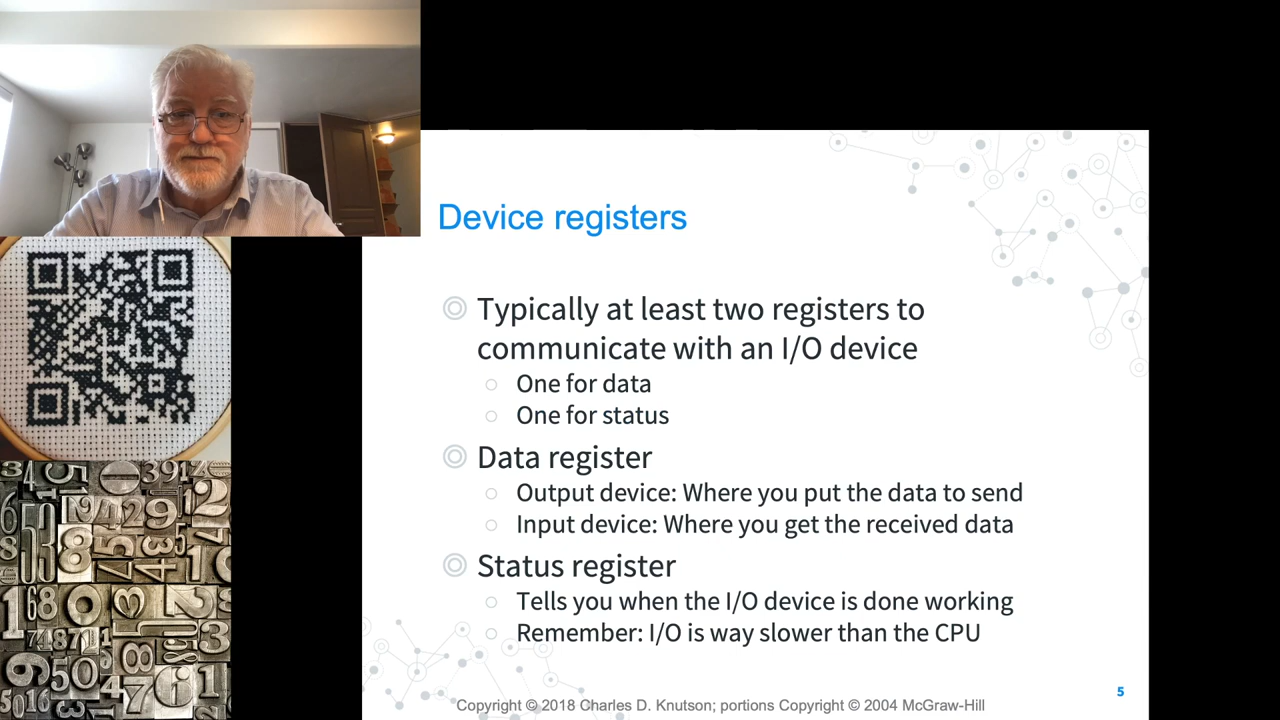 Device registers
Typically at least two registers to
communicate with an I/O device
One for data
One for status
Data register
Output device: Where you put the data to send
Input device: Where you get the received data
Status register
Tells you when the I/O device is done working
Remember: I/O is way slower than the CPU
5
Copyright © 2018 Charles D. Knutson; portions Copyright © 2004 McGraw-Hill